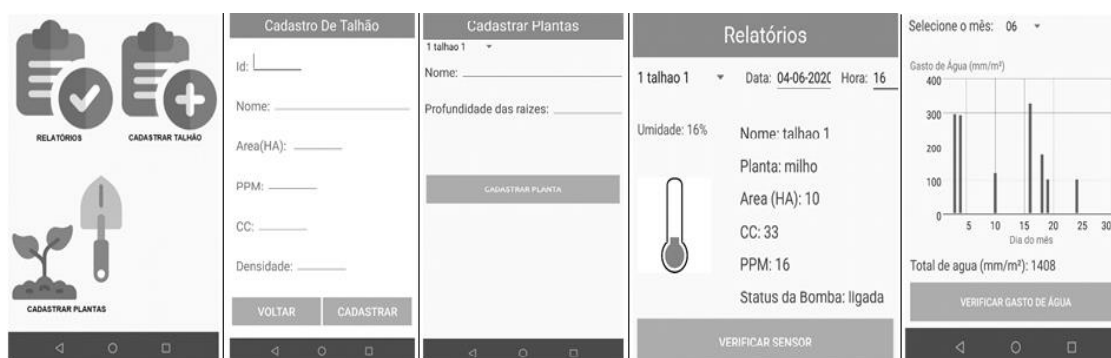 RELATÓRIOS
CADASTRAR TALHÃO
CADASTRAR PLANTAS
Cadastro De Talhão
Id:
Nome:
Area(HA):
PPM:
CC:
Densidade:
VOLTAR CADASTRAR
Cadastrar Plantas
1 talhao 1
Nome:
Profundidade das raizes:
CADASTRAR PLANTA
Relatórios
1 talhao 1 Data: 04-06-202( Hora: 16
Umidade: 16%
Nome: talhao 1
Planta: milho
Area (HA): 10
CC: 33
PPM: 16
Status da Bomba: ligada
VERIFICAR SENSOR
Selecione o mês: 06
Gasto de Água (mm/m²)
400
300
200
100
0
5 10 15 20 25 30
Dia do mês
Total de agua (mm/m²): 1408
VERIFICAR GASTO DE ÁGUA